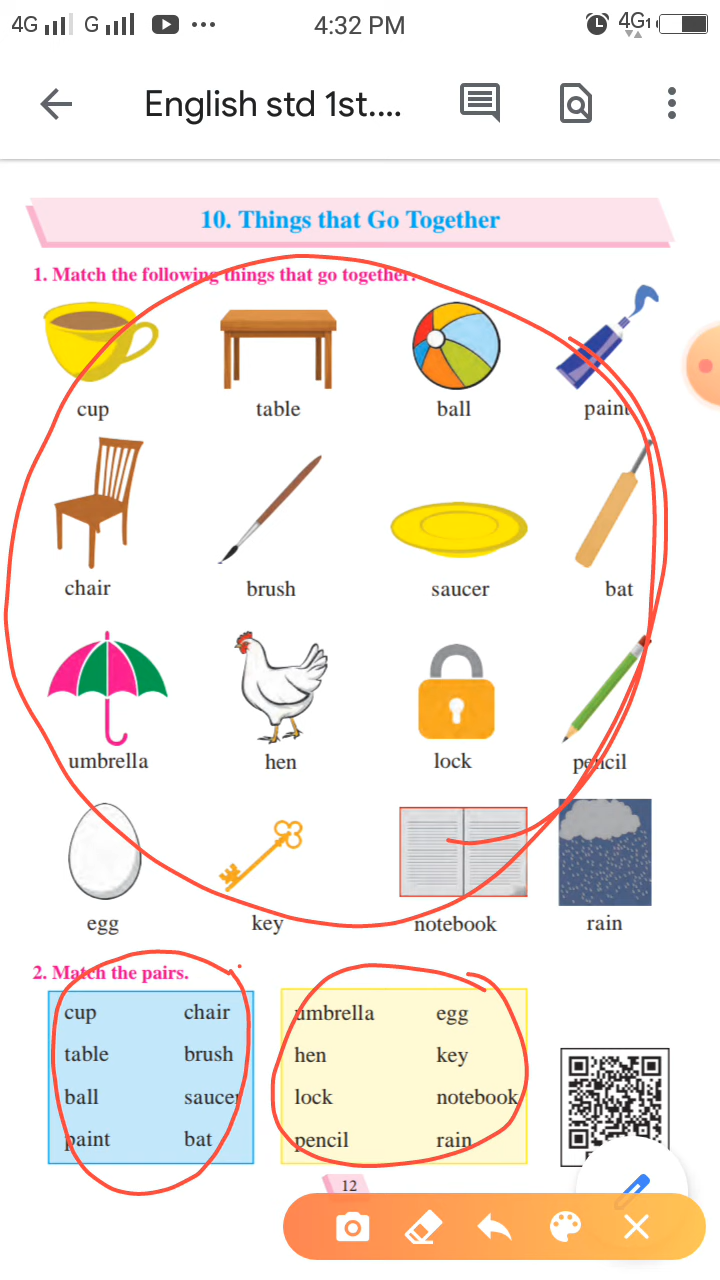 4G G ••• 4:32 PM 4G1
English std 1st....
10. Things that Go Together
1. Match the following things that go together.
cup table ball paint
chair brush saucer bat
umbrella hen lock pencil
egg key notebook rain
2. Match the pairs.
cup chair umbrella egg
table brush hen key
ball saucer lock notebook
paint bat pencil rain
12